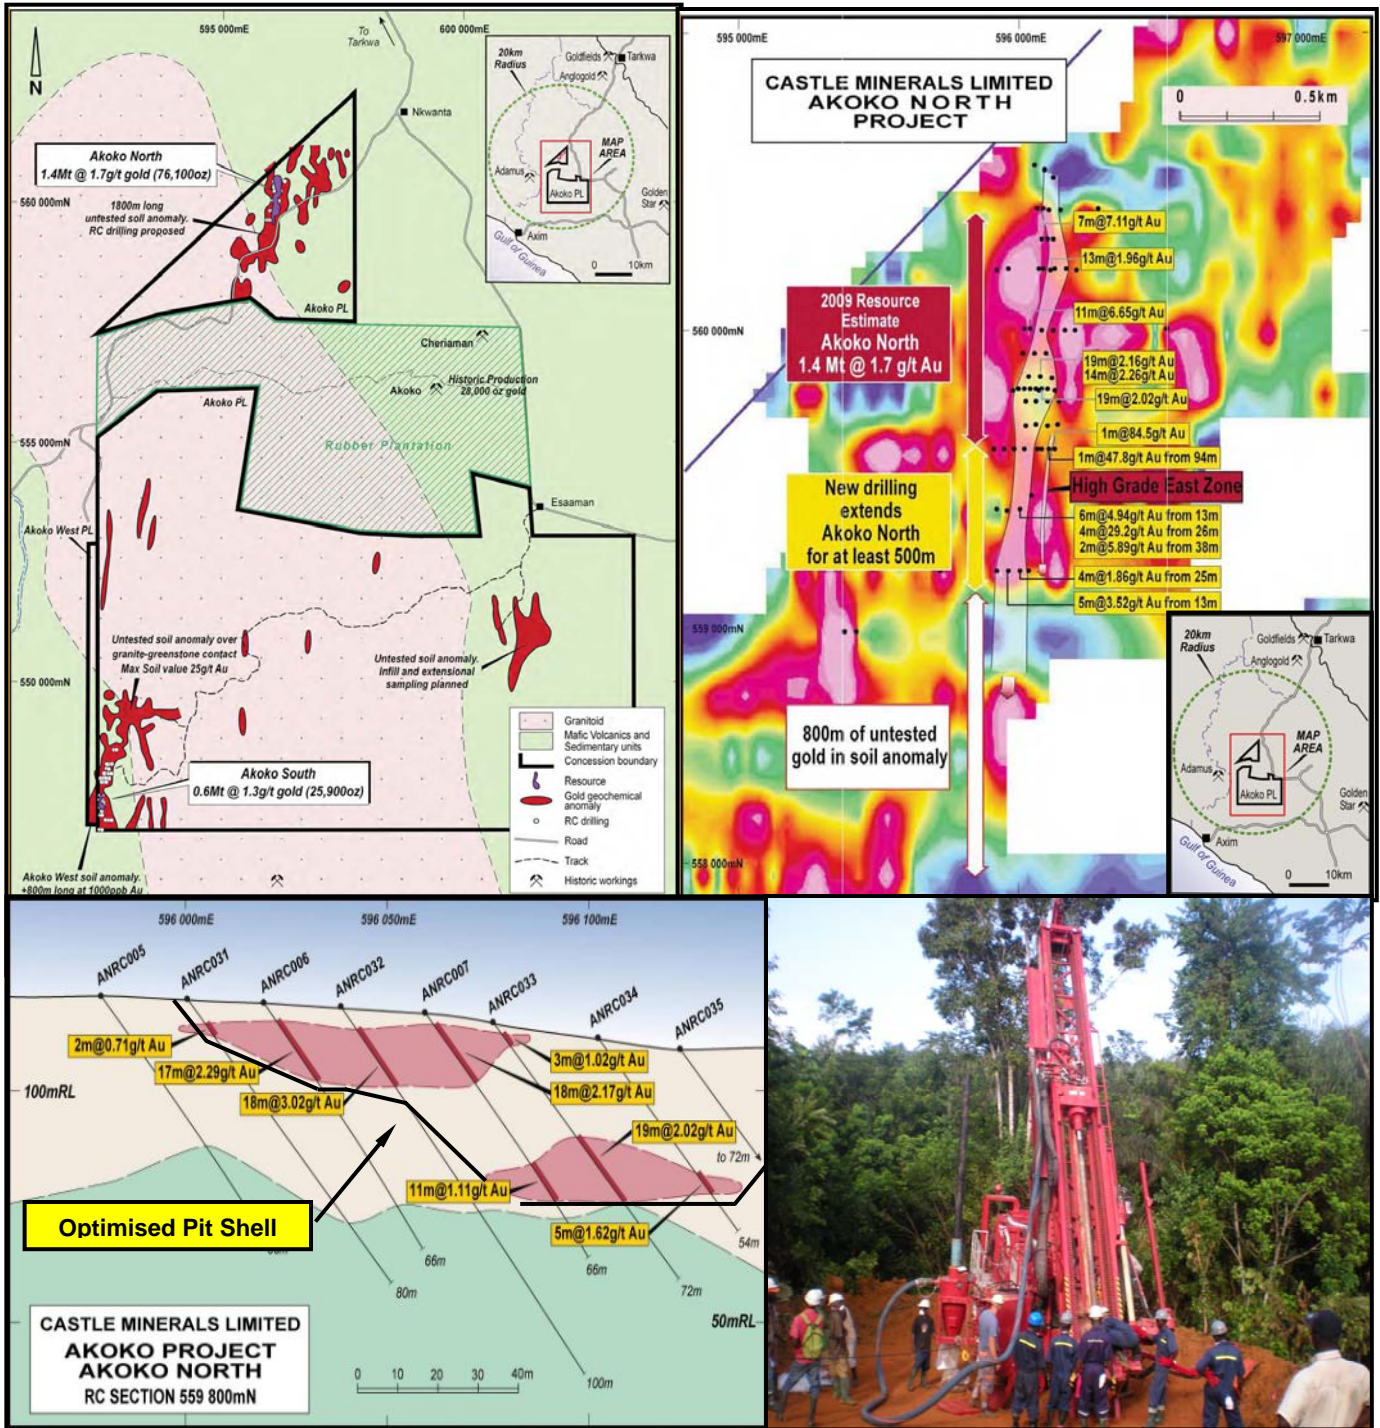 595 000mE
600 000mE
To
Tarkwa
N
Nkwanta
Akoko North
1.4Mt @ 1.7g/t gold (76,100oz)
560 000mN
1800m long
untested soil anomaly.
RC drilling proposed
Akoko PL
Cheriaman
Akoko
Historic Production
28,000 oz gold
Akoko PL
555 000mN
Rubber Plantation
Esaaman
Akoko West PL
Untested soil anomaly over
granite-greenstone contact
Max Soil value 25g/t Au
Untested soil anomaly.
Infill and extensional
sampling planned
550 000mN
Akoko South
0.6Mt @ 1.3g/t gold (25,900oz)
Akoko West soil anomaly.
+800m long at 1000ppb Au
Granitoid
Mafic Volcanics and
Sedimentary units
Concession boundary
Resource
Gold geochemical
anomaly
RC drilling
Road
Track
Historic workings
20km
Radius
Goldfields
Tarkwa
Anglogold
MAP
AREA
Adamus
Akoko PL
Golden
Star
Axim
Gulf of Guinea
0 10km
595 000mE
596 000mE
597 000mE
CASTLE MINERALS LIMITED
AKOKO NORTH
PROJECT
0 0.5km
7m@7.11g/t Au
13m@1.96g/t Au
2009 Resource
Estimate
Akoko North
1.4 Mt @ 1.7 g/t Au
11m@6.65g/t Au
560 000mN
19m@2.16g/t Au
14m@2.26g/t Au
19m@2.02g/t Au
1m@84.5g/t Au
1m@47.8g/t Au from 94m
High Grade East Zone
New drilling
extends
Akoko North
for at least 500m
6m@4.94g/t Au from 13m
4m@29.2g/t Au from 26m
2m@5.89g/t Au from 38m
4m@1.86g/t Au from 25m
5m@3.52g/t Au from 13m
559 000mN
800m of untested
gold in soil anomaly
558 000mN
20km
Radius
Goldfields
Tarkwa
Anglogold
MAP
AREA
Adamus
Akoko PL
Golden
Star
Axim
Gulf of Guinea
0 10km
596 000mE
596 050mE
596 100mE
ANRC005
ANRC031
ANRC006
ANRC032
ANRC007
ANRC033
ANRC034
ANRC035
2m@0.71g/t Au
17m@2.29g/t Au
18m@3.02g/t Au
3m@1.02g/t Au
18m@2.17g/t Au
100mRL
19m@2.02g/t Au
to 72m
11m@1.11g/t Au
5m@1.62g/t Au
Optimised Pit Shell
54m
66m
66m
72m
80m
100m
50mRL
CASTLE MINERALS LIMITED
AKOKO PROJECT
AKOKO NORTH
RC SECTION 559 800mN
0 10 20 40m